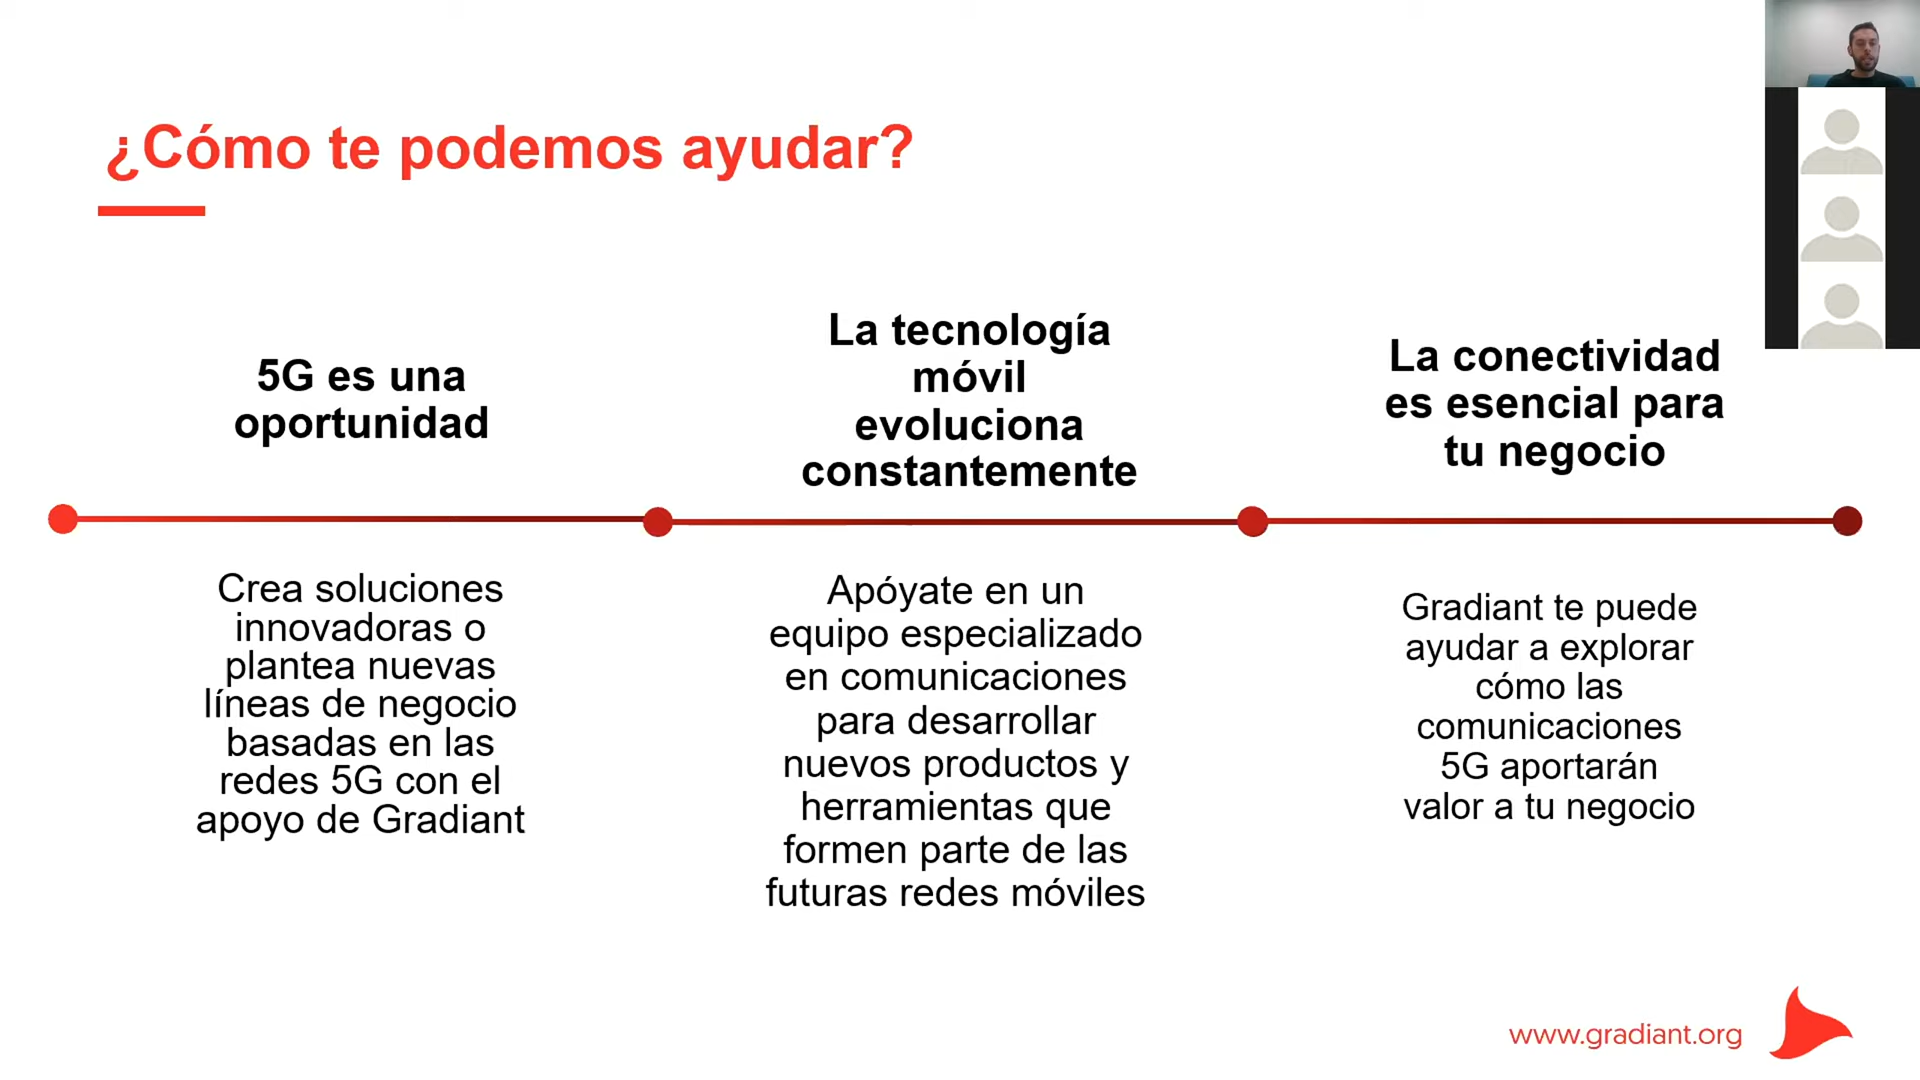 ¿Cómo te podemos ayudar?
5G es una
oportunidad
Crea soluciones
innovadoras o
plantea nuevas
líneas de negocio
basadas en las
redes 5G con el
apoyo de Gradiant
La tecnología
móvil
evoluciona
constantemente
Apóyate en un
equipo especializado
en comunicaciones
para desarrollar
nuevos productos y
herramientas que
formen parte de las
futuras redes móviles
La conectividad
es esencial para
tu negocio
Gradiant te puede
ayudar a explorar
cómo las
comunicaciones
5G aportarán
valor a tu negocio
www.gradiant.org